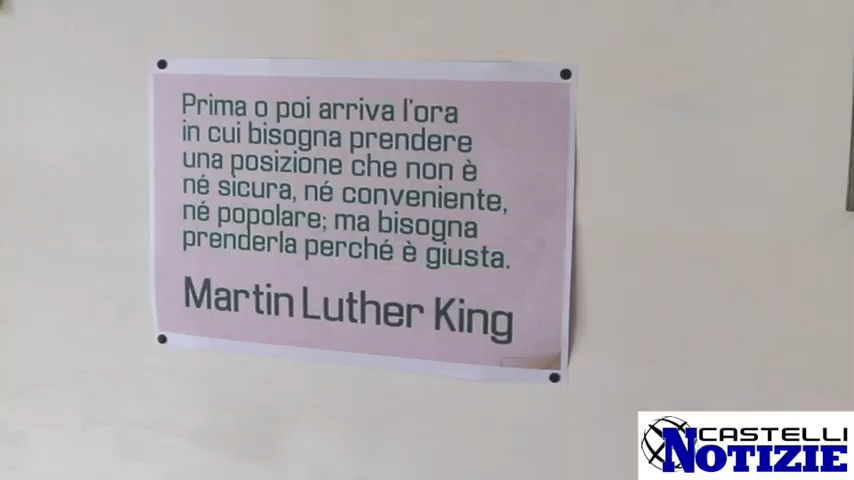 Prima o poi arriva l'ora
in cui bisogna prendere
una posizione che non è
né sicura, né conveniente,
né popolare; ma bisogna
prenderla perché è giusta.
Martin Luther King
CASTELLI
NOTIZIE